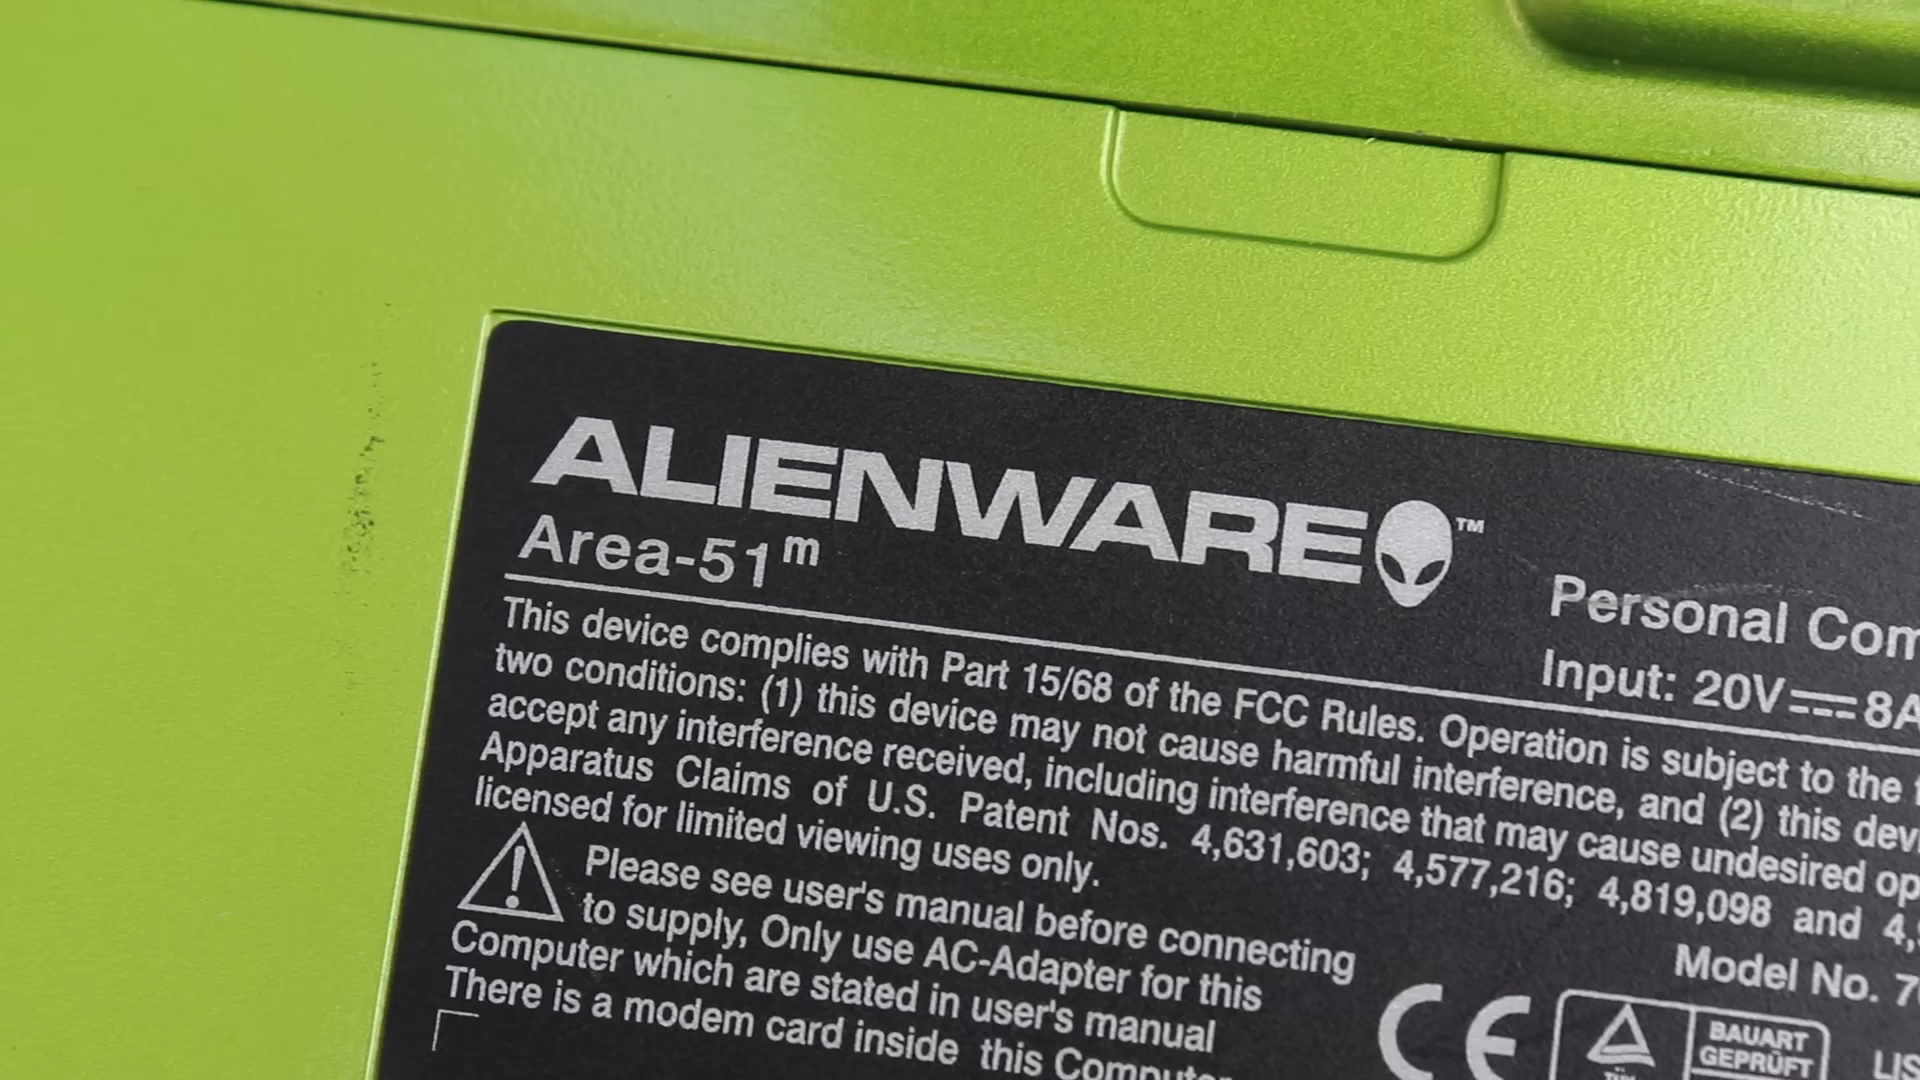 ALIENWARE™
Area-51 m
Personal
Input: 20V⎓8A
This device complies with Part 15/68 of the FCC Rules. Operation is subject to the
two conditions: (1) this device may not cause harmful interference, and (2) this
accept any interference received, including interference that may cause undesired
Apparatus Claims of U.S. Patent Nos. 4,631,603; 4,577,216; 4,819,098 and
licensed for limited viewing uses only.
Please see user's manual before connecting
to supply, Only use AC-Adapter for this
Computer which are stated in user's manual
There is a modem card inside this
Model No.
CE
BAUART
GEPRÜFT